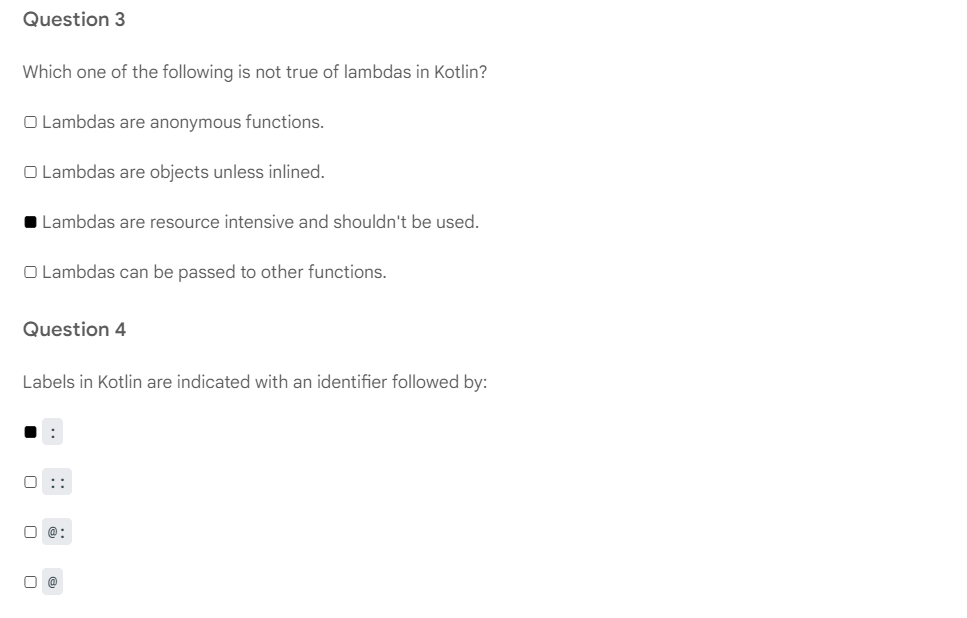 Question 3
Which one of the following is not true of lambdas in Kotlin?
Lambdas are anonymous functions.
Lambdas are objects unless inlined.
Lambdas are resource intensive and shouldn't be used.
Lambdas can be passed to other functions.
Question 4
Labels in Kotlin are indicated with an identifier followed by:
:
::
@:
@